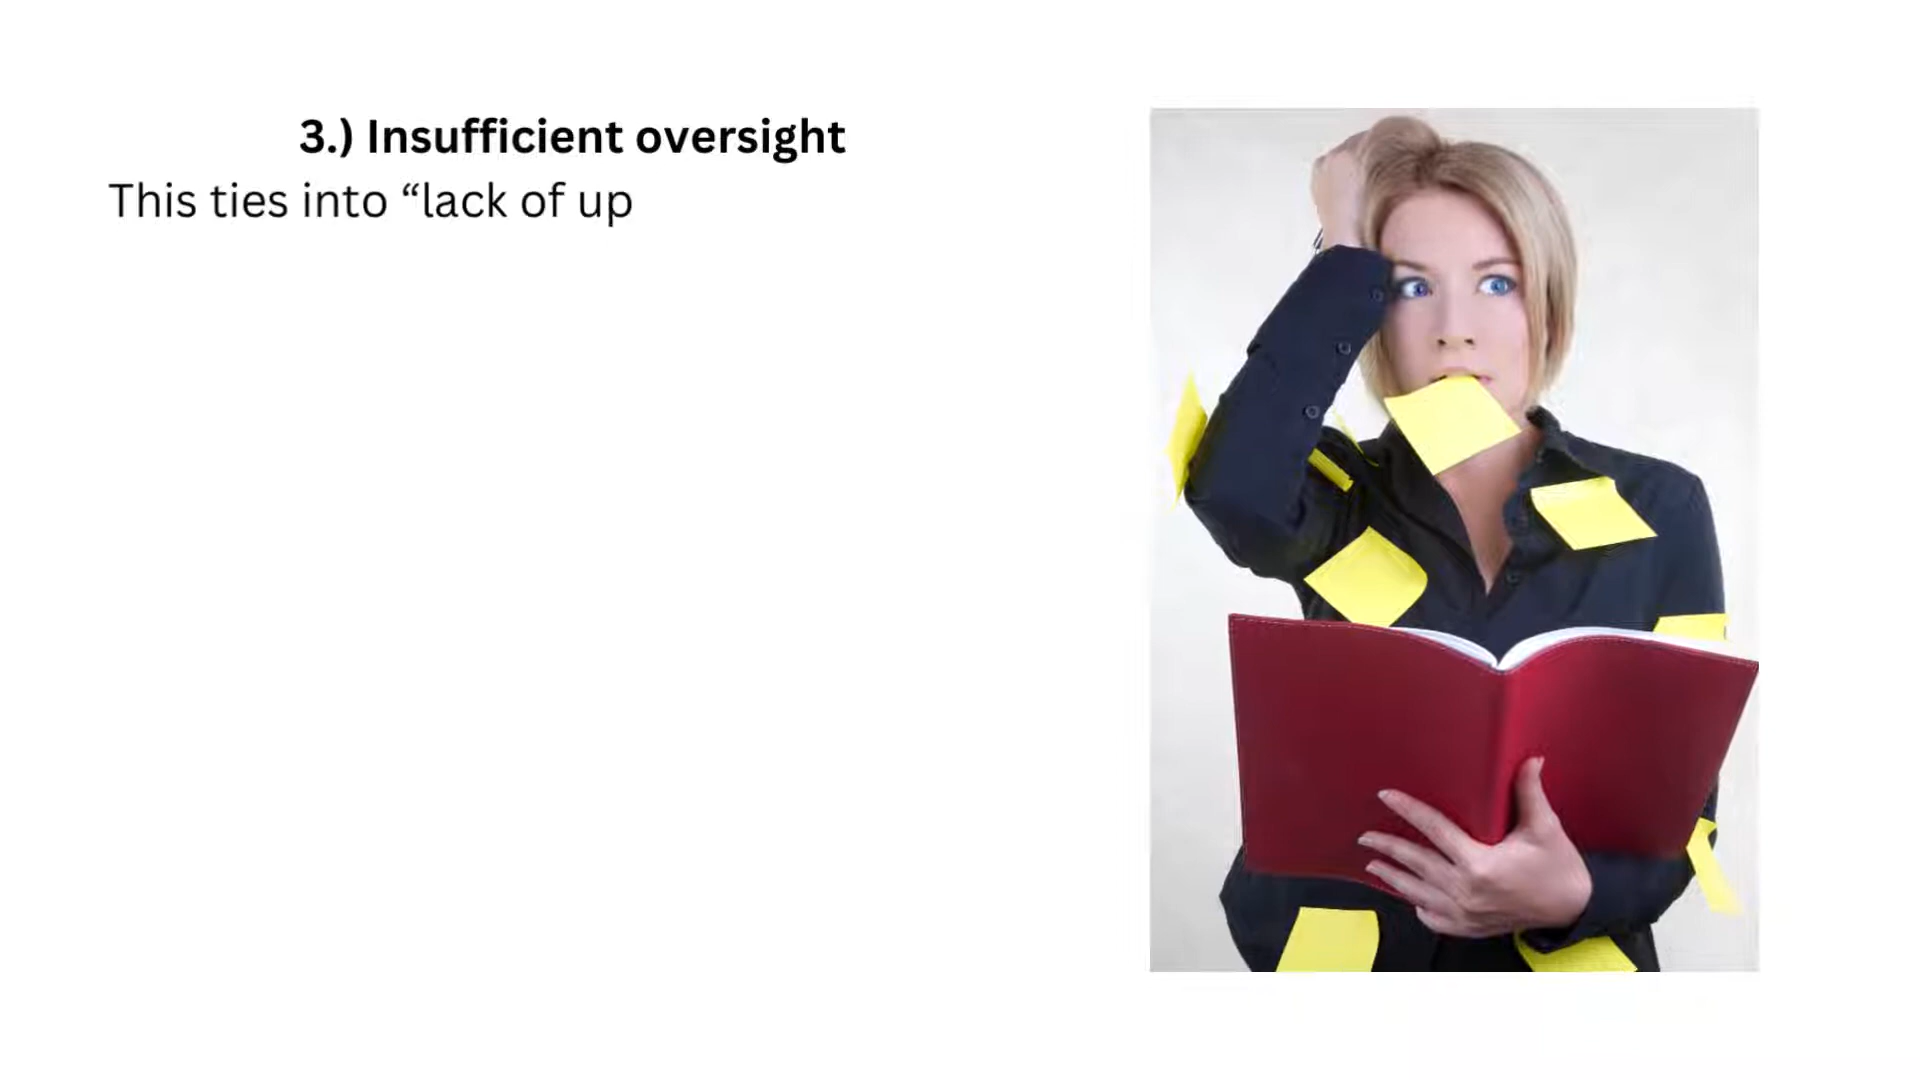 3.) Insufficient oversight
This ties into “lack of up